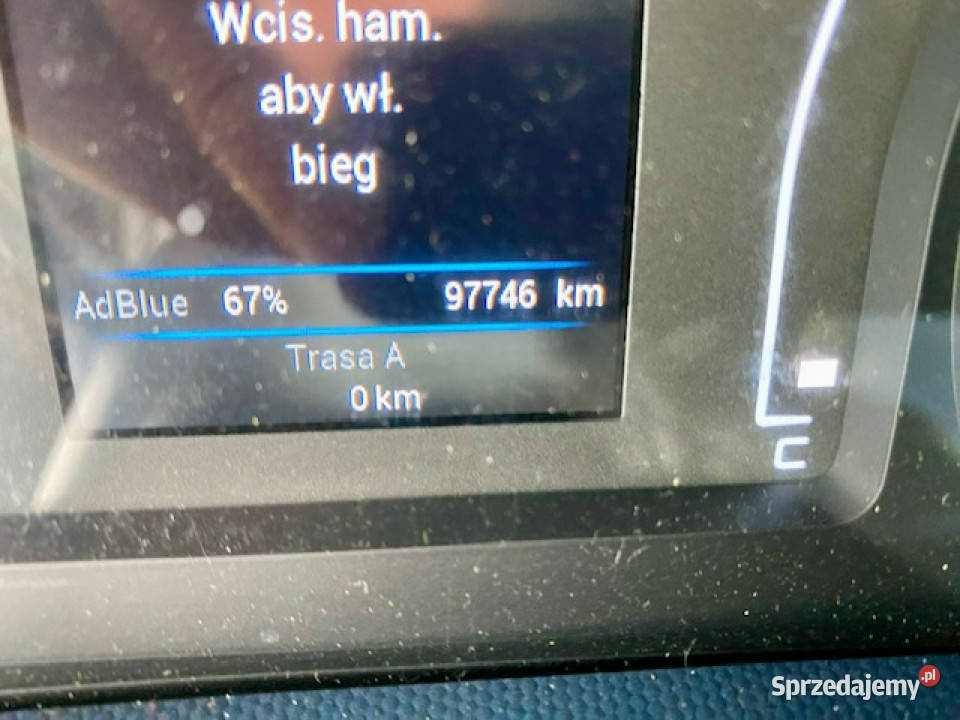 Wcis. ham.
aby wł.
bieg
AdBlue 67% 97746 km
Trasa A
0 km
C
Sprzedajemy.pl